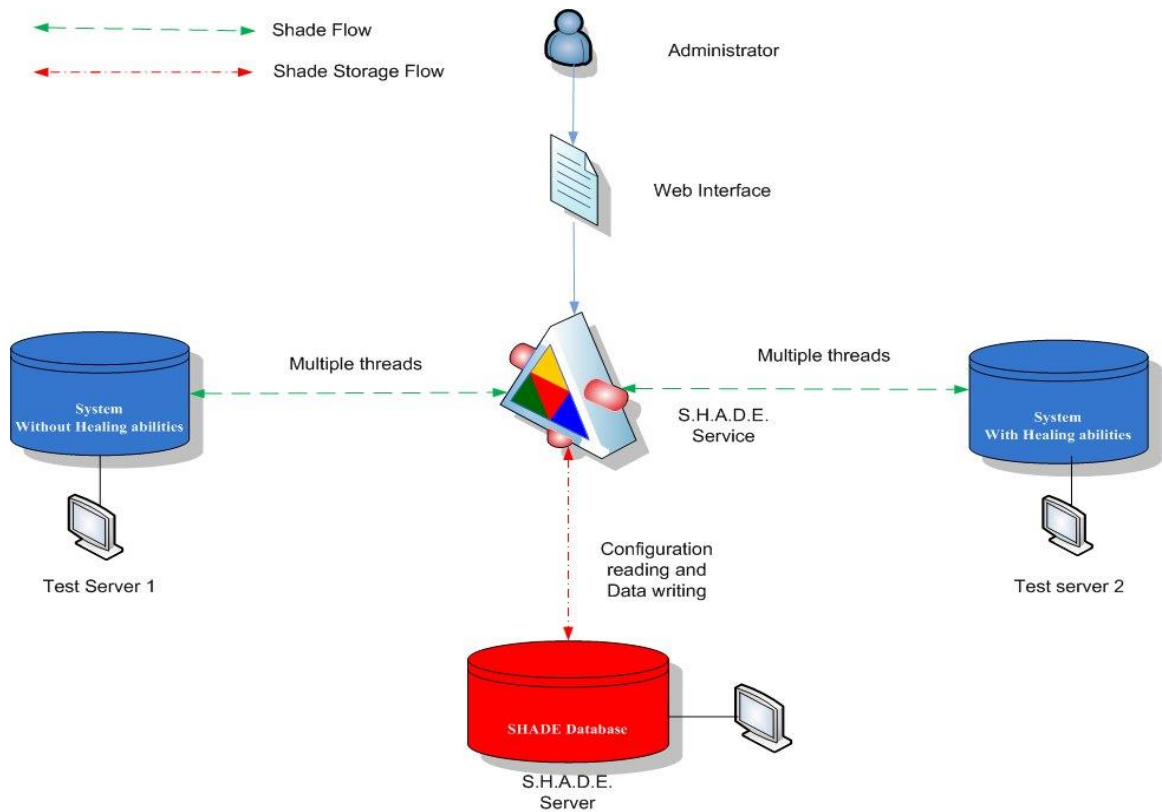 Shade Flow
Shade Storage Flow
Administrator
Web Interface
Multiple threads
Multiple threads
S.H.A.D.E.
Service
System
Without Healing abilities
System
With Healing abilities
Test Server 1
Test server 2
Configuration
reading and
Data writing
SHADE Database
S.H.A.D.E.
Server